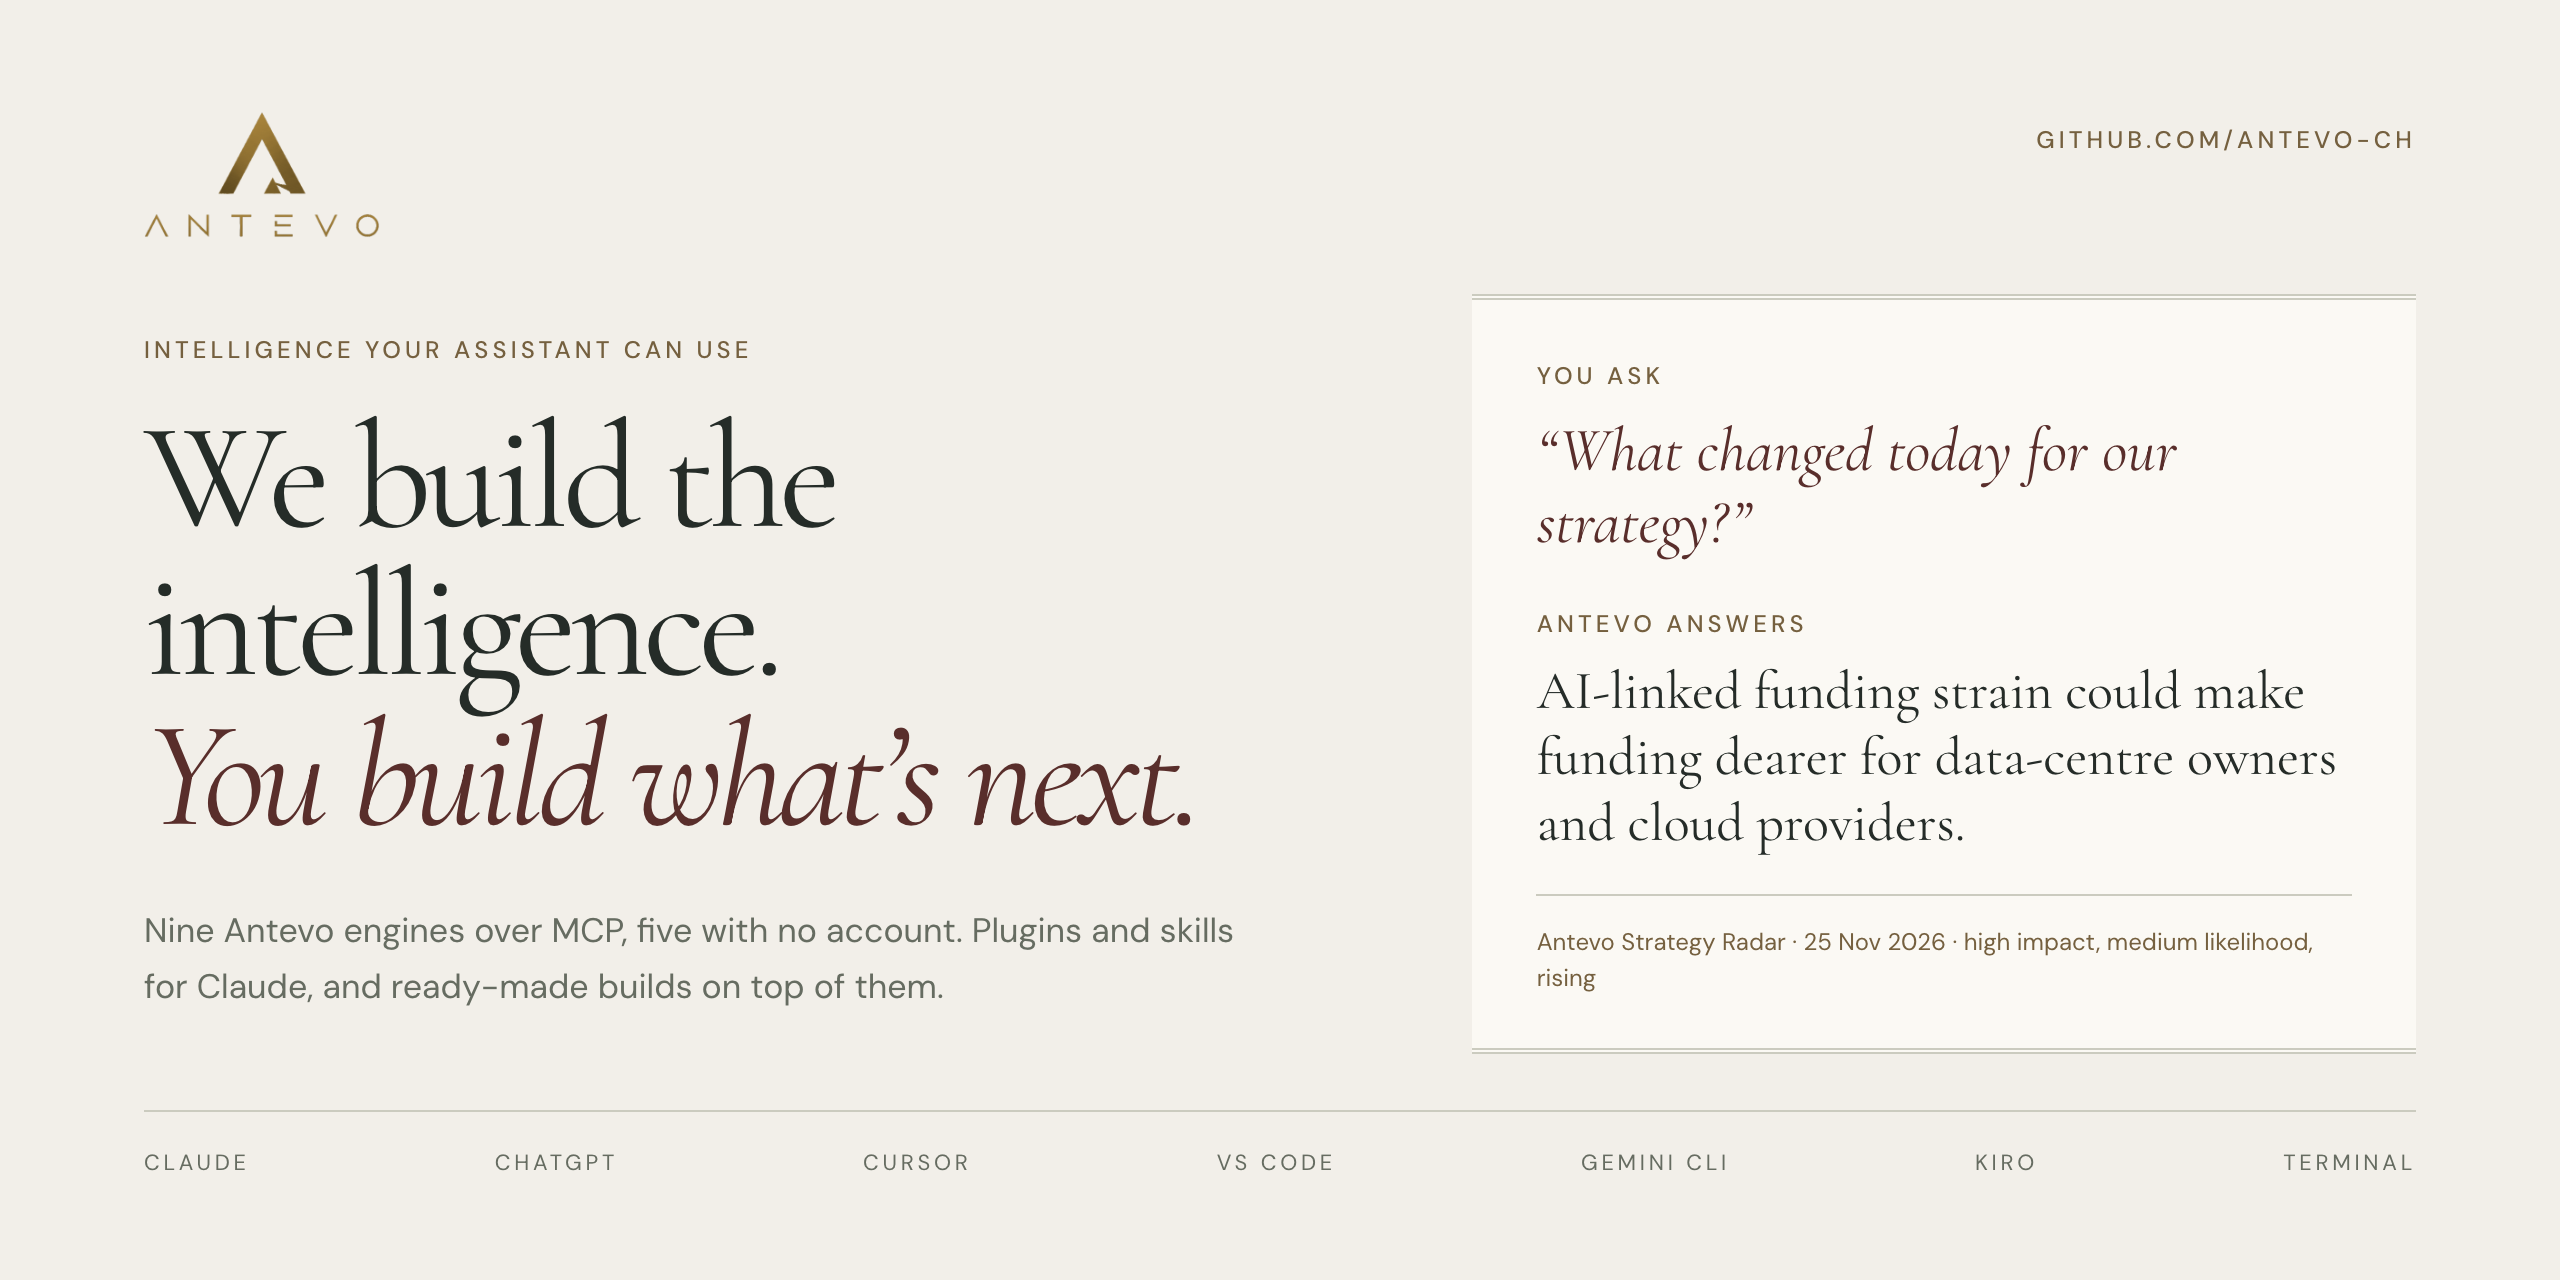 ANTEVO
GITHUB.COM/ANTEVO-CH
INTELLIGENCE YOUR ASSISTANT CAN USE
We build the
intelligence.
You build what’s next.
Nine Antevo engines over MCP, five with no account. Plugins and skills
for Claude, and ready-made builds on top of them.
YOU ASK
“What changed today for our
strategy?”
ANTEVO ANSWERS
AI-linked funding strain could make
funding dearer for data-centre owners
and cloud providers.
Antevo Strategy Radar · 25 Nov 2026 · high impact, medium likelihood,
rising
CLAUDE CHATGPT CURSOR VS CODE GEMINI CLI KIRO TERMINAL